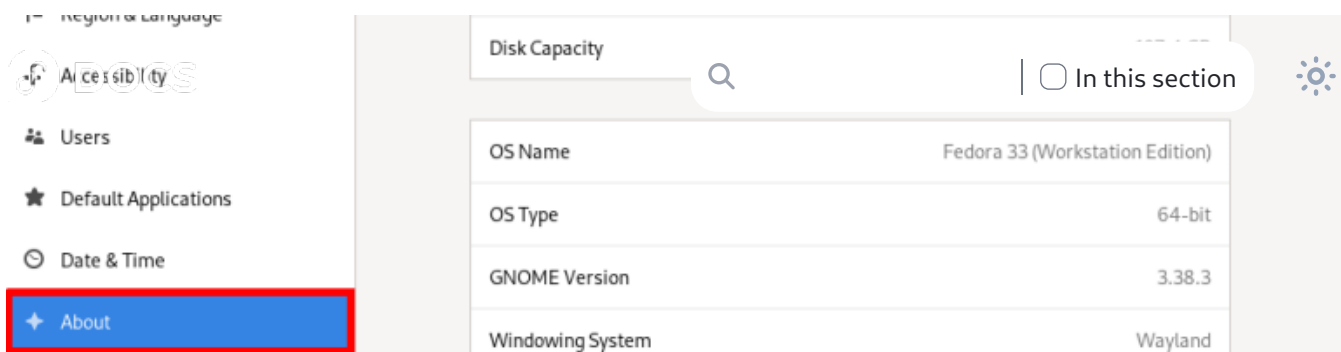 Region & Language
Disk Capacity
Accessibility
DOCS
In this section
Users
OS Name
Fedora 33 (Workstation Edition)
Default Applications
OS Type
64-bit
Date & Time
GNOME Version
3.38.3
About
Windowing System
Wayland